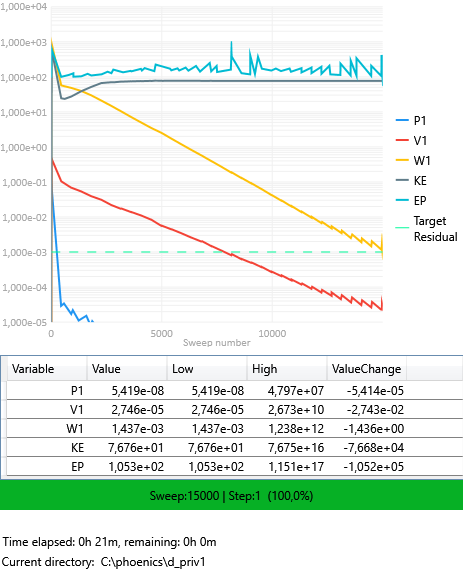 1,000e+04
1,000e+03
1,000e+02
1,000e+01
1,000e+00
1,000e-01
1,000e-02
1,000e-03
1,000e-04
1,000e-05
0 5000 10000
Sweep number
P1
V1
W1
KE
EP
Target
Residual
Variable Value Low High ValueChange
P1 5,419e-08 5,419e-08 4,797e+07 -5,414e-05
V1 2,746e-05 2,746e-05 2,673e+10 -2,743e-02
W1 1,437e-03 1,437e-03 1,238e+12 -1,436e+00
KE 7,676e+01 7,676e+01 7,675e+16 -7,668e+04
EP 1,053e+02 1,053e+02 1,151e+17 -1,052e+05
Sweep:15000 | Step:1 (100,0%)
Time elapsed: 0h 21m, remaining: 0h 0m
Current directory: C:\phoenics\d_priv1